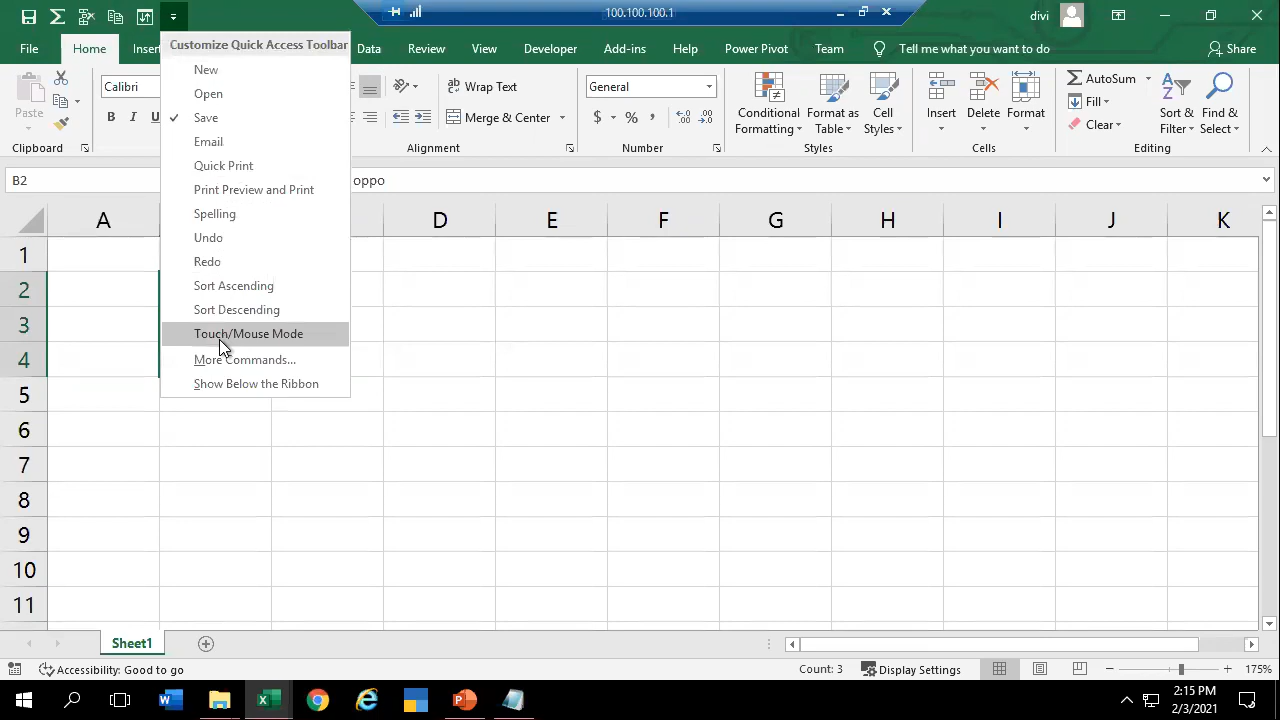 100.100.100.1
divi
File
Home
Inser
Data
Review
View
Developer
Add-ins
Help
Power Pivot
Team
Tell me what you want to do
Share
Customize Quick Access Toolbar
New
Open
Save
Email
Quick Print
Print Preview and Print
Spelling
Undo
Redo
Sort Ascending
Sort Descending
Touch/Mouse Mode
More Commands...
Show Below the Ribbon
Paste
Clipboard
Calibri
B I U
Wrap Text
Merge & Center
Alignment
General
$ %
Number
Conditional
Formatting
Format as
Table
Cell
Styles
Styles
Insert
Delete
Format
Cells
AutoSum
Fill
Clear
Sort &
Filter
Find &
Select
Editing
B2
oppo
A D E F G H I J K
1
2
3
4
5
6
7
8
9
10
11
Sheet1
Accessibility: Good to go
Count: 3
Display Settings
175%
2:15 PM
2/3/2021